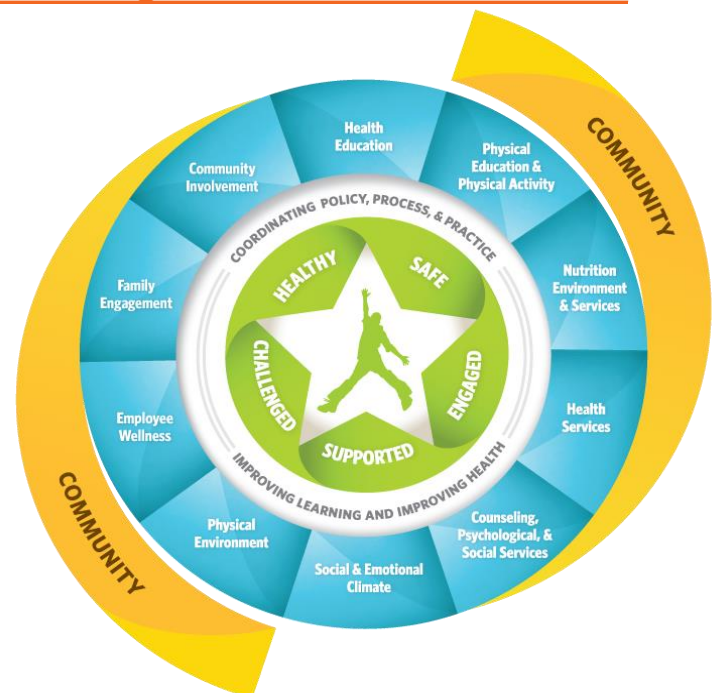 COMMUNITY
Health
Education
Physical
Education &
Physical Activity
Nutrition
Environment
& Services
Health
Services
Counseling,
Psychological, &
Social Services
Social & Emotional
Climate
Physical
Environment
Employee
Wellness
Family
Engagement
Community
Involvement
COORDINATING POLICY, PROCESS, & PRACTICE
IMPROVING LEARNING AND IMPROVING HEALTH
HEALTHY
SAFE
ENGAGED
SUPPORTED
CHALLENGED
COMMUNITY